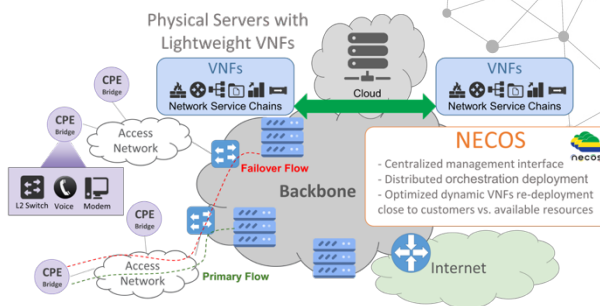 Physical Servers with
Lightweight VNFs
VNFs
Network Service Chains
Cloud
VNFs
Network Service Chains
CPE
Bridge
CPE
Bridge
Access
Network
L2 Switch
Voice
Modem
Failover Flow
Backbone
NECOS
necos
- Centralized management interface
- Distributed orchestration deployment
- Optimized dynamic VNFs re-deployment
close to customers vs. available resources
CPE
Bridge
CPE
Bridge
Access
Network
Primary Flow
Internet